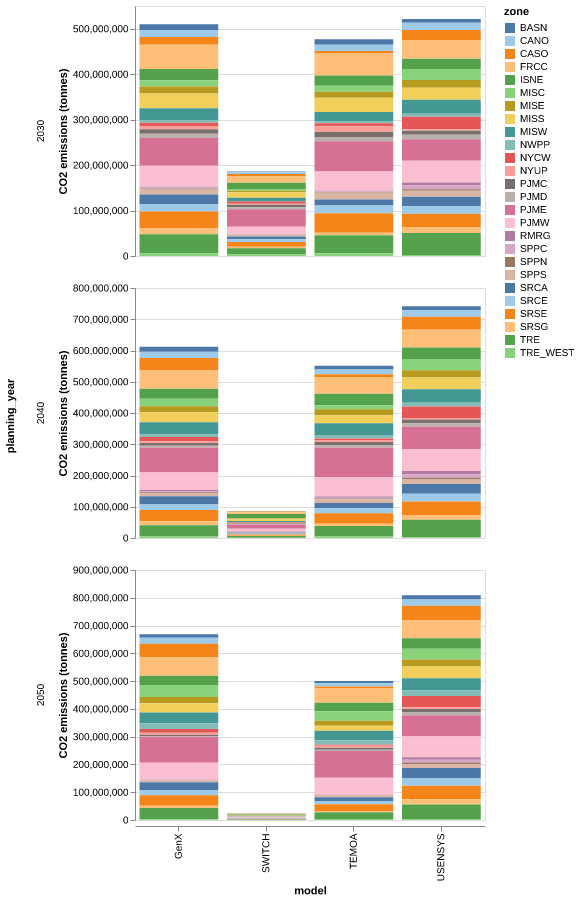 planning_year
2030
CO2 emissions (tonnes)
500,000,000
400,000,000
300,000,000
200,000,000
100,000,000
0
2040
CO2 emissions (tonnes)
800,000,000
700,000,000
600,000,000
500,000,000
400,000,000
300,000,000
200,000,000
100,000,000
0
2050
CO2 emissions (tonnes)
900,000,000
800,000,000
700,000,000
600,000,000
500,000,000
400,000,000
300,000,000
200,000,000
100,000,000
0
GenX
SWITCH
TEMOA
USENSYS
model
zone
BASN
CANO
CASO
FRCC
ISNE
MISC
MISE
MISS
MISW
NWPP
NYCW
NYUP
PJMC
PJMD
PJME
PJMW
RMRG
SPPC
SPPN
SPPS
SRCA
SRCE
SRSE
SRSG
TRE
TRE_WEST